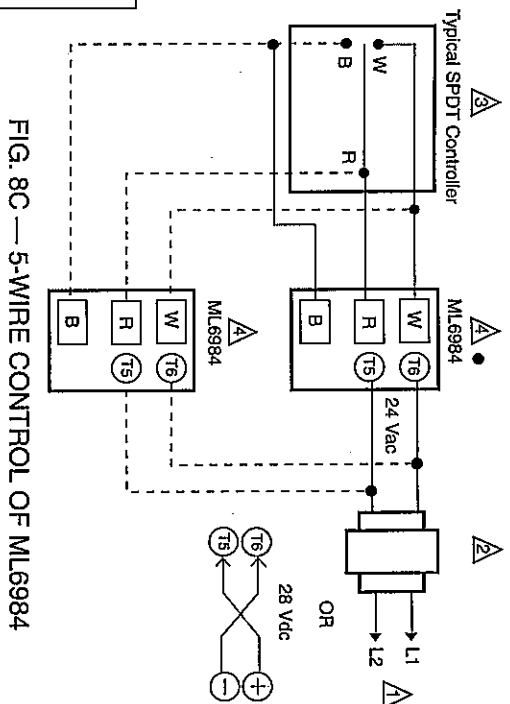 Typical SPDT Controller
3
W
B
R
ML6984
4
W
R
B
T6
T5
24 Vac
2
L1
L2
1
OR
28 Vdc
T6
T5
+
−
ML6984
4
W
R
B
T6
T5
FIG. 8C — 5-WIRE CONTROL OF ML6984